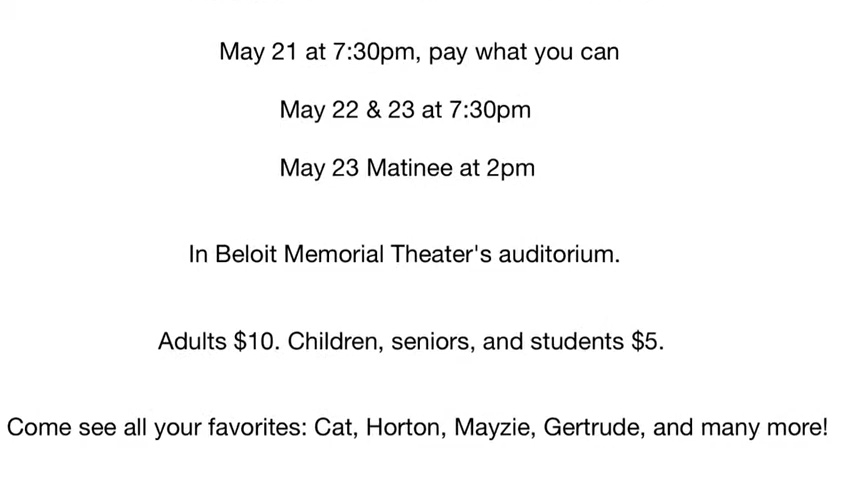 May 21 at 7:30pm, pay what you can
May 22 & 23 at 7:30pm
May 23 Matinee at 2pm
In Beloit Memorial Theater's auditorium.
Adults $10. Children, seniors, and students $5.
Come see all your favorites: Cat, Horton, Mayzie, Gertrude, and many more!